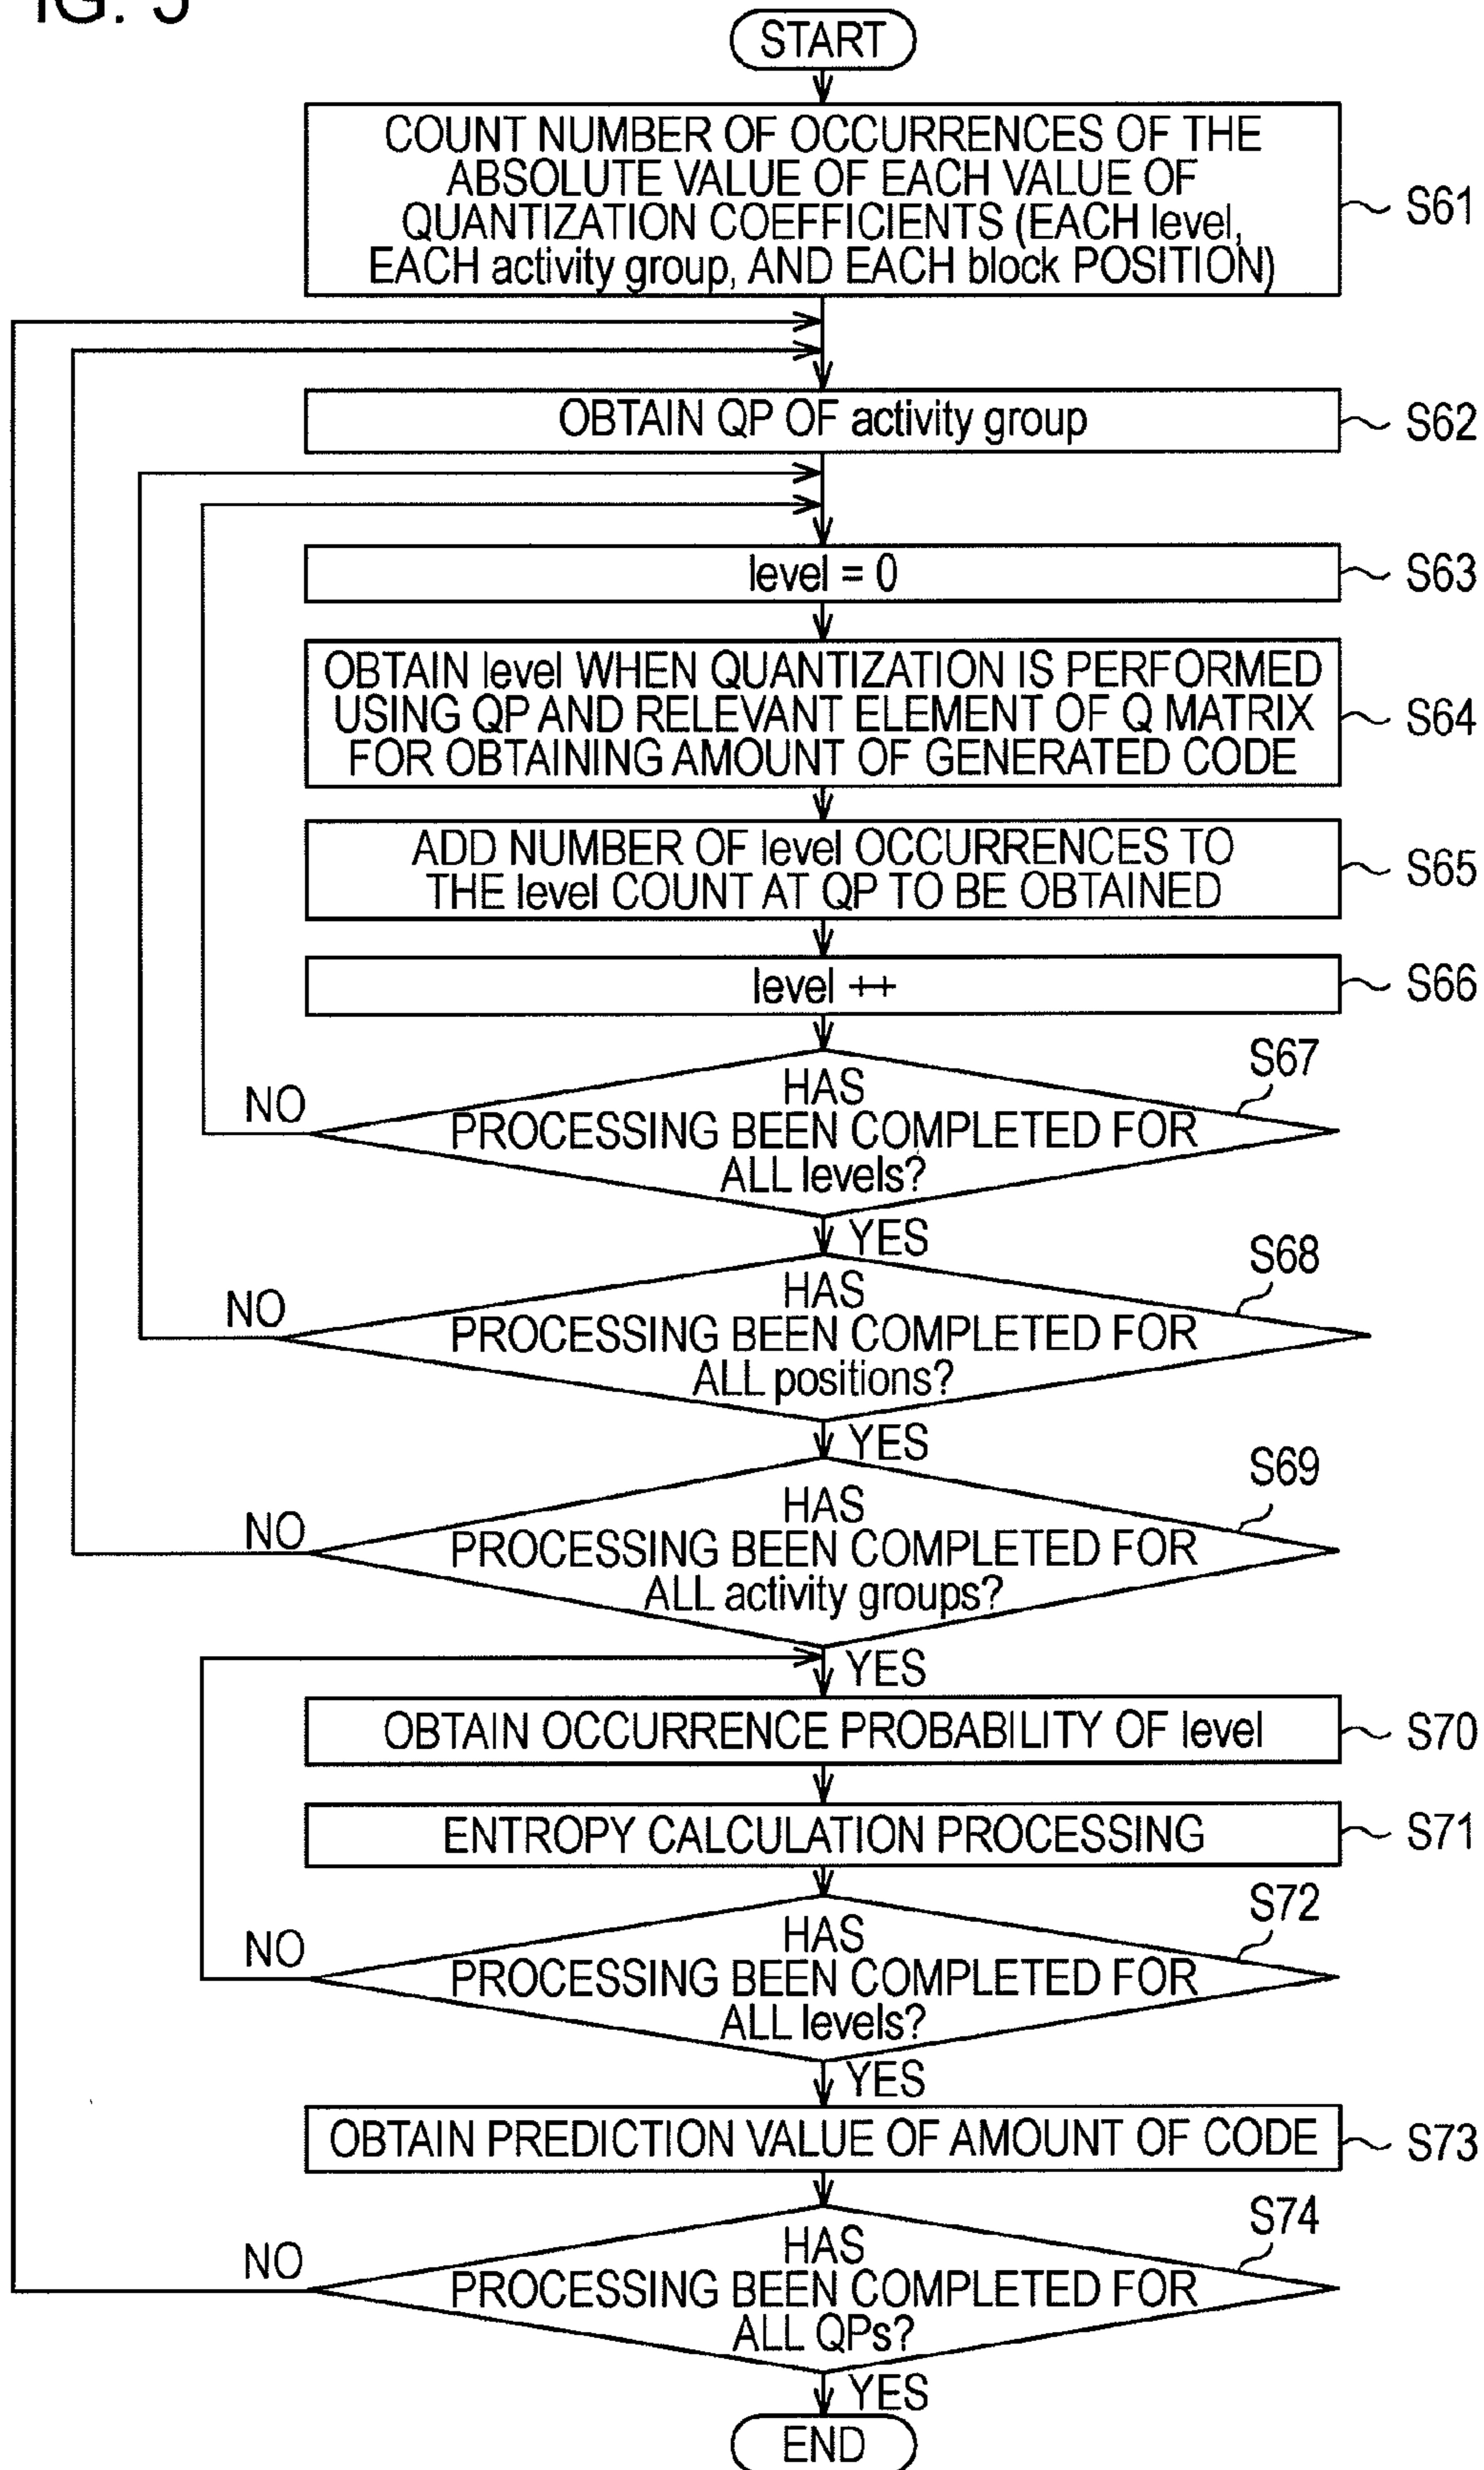 IG. 5
START
COUNT NUMBER OF OCCURRENCES OF THE
ABSOLUTE VALUE OF EACH VALUE OF
QUANTIZATION COEFFICIENTS (EACH level,
EACH activity group, AND EACH block POSITION)
S61
OBTAIN QP OF activity group
S62
level = 0
S63
OBTAIN level WHEN QUANTIZATION IS PERFORMED
USING QP AND RELEVANT ELEMENT OF Q MATRIX
FOR OBTAINING AMOUNT OF GENERATED CODE
S64
ADD NUMBER OF level OCCURRENCES TO
THE level COUNT AT QP TO BE OBTAINED
S65
level ++
S66
S67
NO
HAS
PROCESSING BEEN COMPLETED FOR
ALL levels?
YES
S68
NO
HAS
PROCESSING BEEN COMPLETED FOR
ALL positions?
YES
S69
NO
HAS
PROCESSING BEEN COMPLETED FOR
ALL activity groups?
YES
OBTAIN OCCURRENCE PROBABILITY OF level
S70
ENTROPY CALCULATION PROCESSING
S71
S72
NO
HAS
PROCESSING BEEN COMPLETED FOR
ALL levels?
YES
OBTAIN PREDICTION VALUE OF AMOUNT OF CODE
S73
S74
NO
HAS
PROCESSING BEEN COMPLETED FOR
ALL QPs?
YES
END